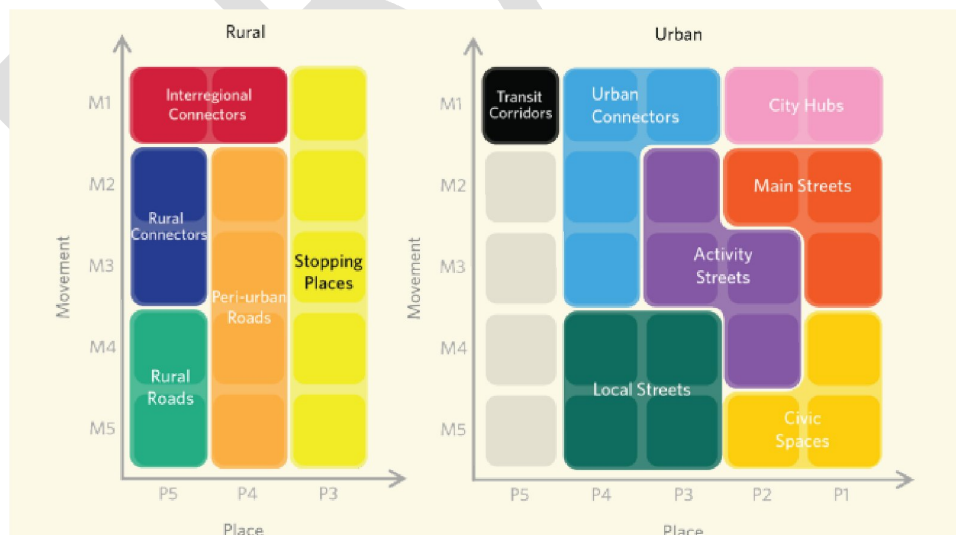 Rural
M1
M2
M3
M4
M5
Movement
Interregional
Connectors
Rural
Connectors
Peri-urban
Roads
Stopping
Places
Rural
Roads
P5
P4
P3
Place
Urban
M1
M2
M3
M4
M5
Movement
Transit
Corridors
Urban
Connectors
City Hubs
Main Streets
Activity
Streets
Local Streets
Civic
Spaces
P5
P4
P3
P2
P1
Place